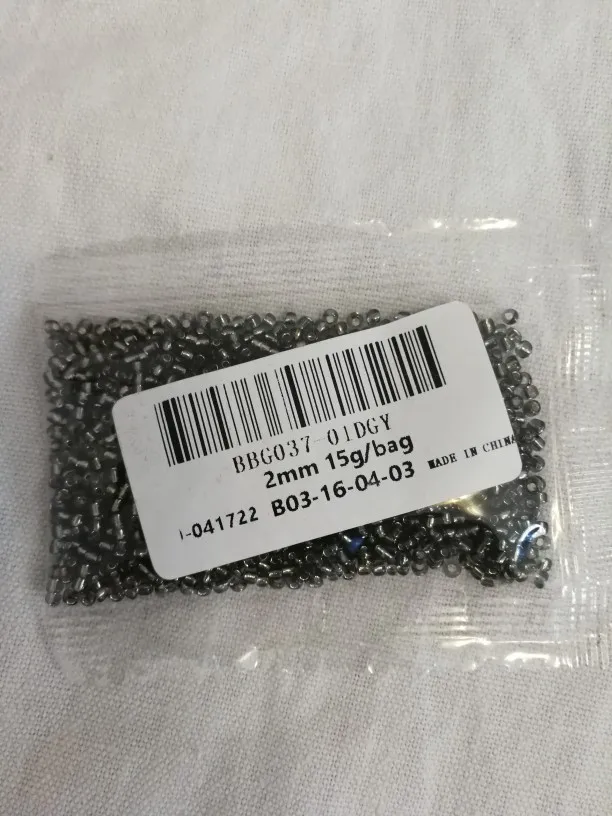 BBG037-01DGY
2mm 15g/bag
-041722 B03-16-04-03 MADE IN CHINA